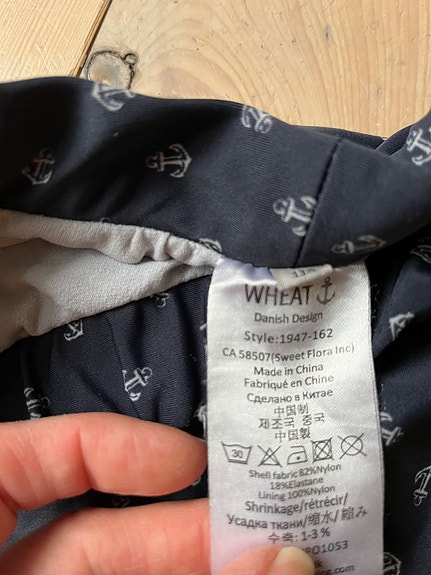 WHEAT
Danish Design
Style:1947-162
CA 58507(Sweet Flora Inc)
Made in China
Fabriqué en Chine
Сделано в Китае
中国制
제조국 중국
中国製
30
Shell fabric 82%Nylon
18%Elastane
Lining 100%Nylon
Shrinkage/rétrécir/
Усадка ткани/缩水/縮み/
수축: 1-3 %
01053